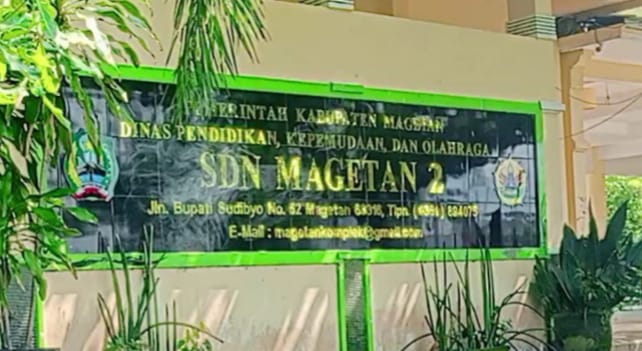 PEMERINTAH KABUPATEN MAGETAN
DINAS PENDIDIKAN, KEPEMUDAAN, DAN OLAHRAGA
SDN MAGETAN 2
Jln. Bupati Sudibyo No. 62 Magetan 63318, Tlpn. (0351) 894075
E-Mail : magetankomplek@gmail.com